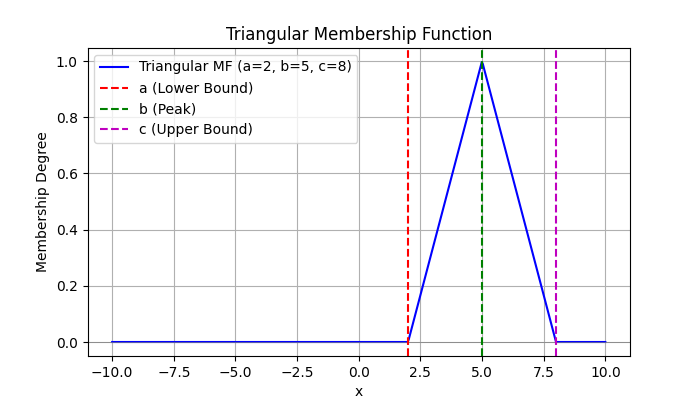 Triangular Membership Function
Triangular MF (a=2, b=5, c=8)
a (Lower Bound)
b (Peak)
c (Upper Bound)
Membership Degree
1.0
0.8
0.6
0.4
0.2
0.0
−10.0 −7.5 −5.0 −2.5 0.0 2.5 5.0 7.5 10.0
x